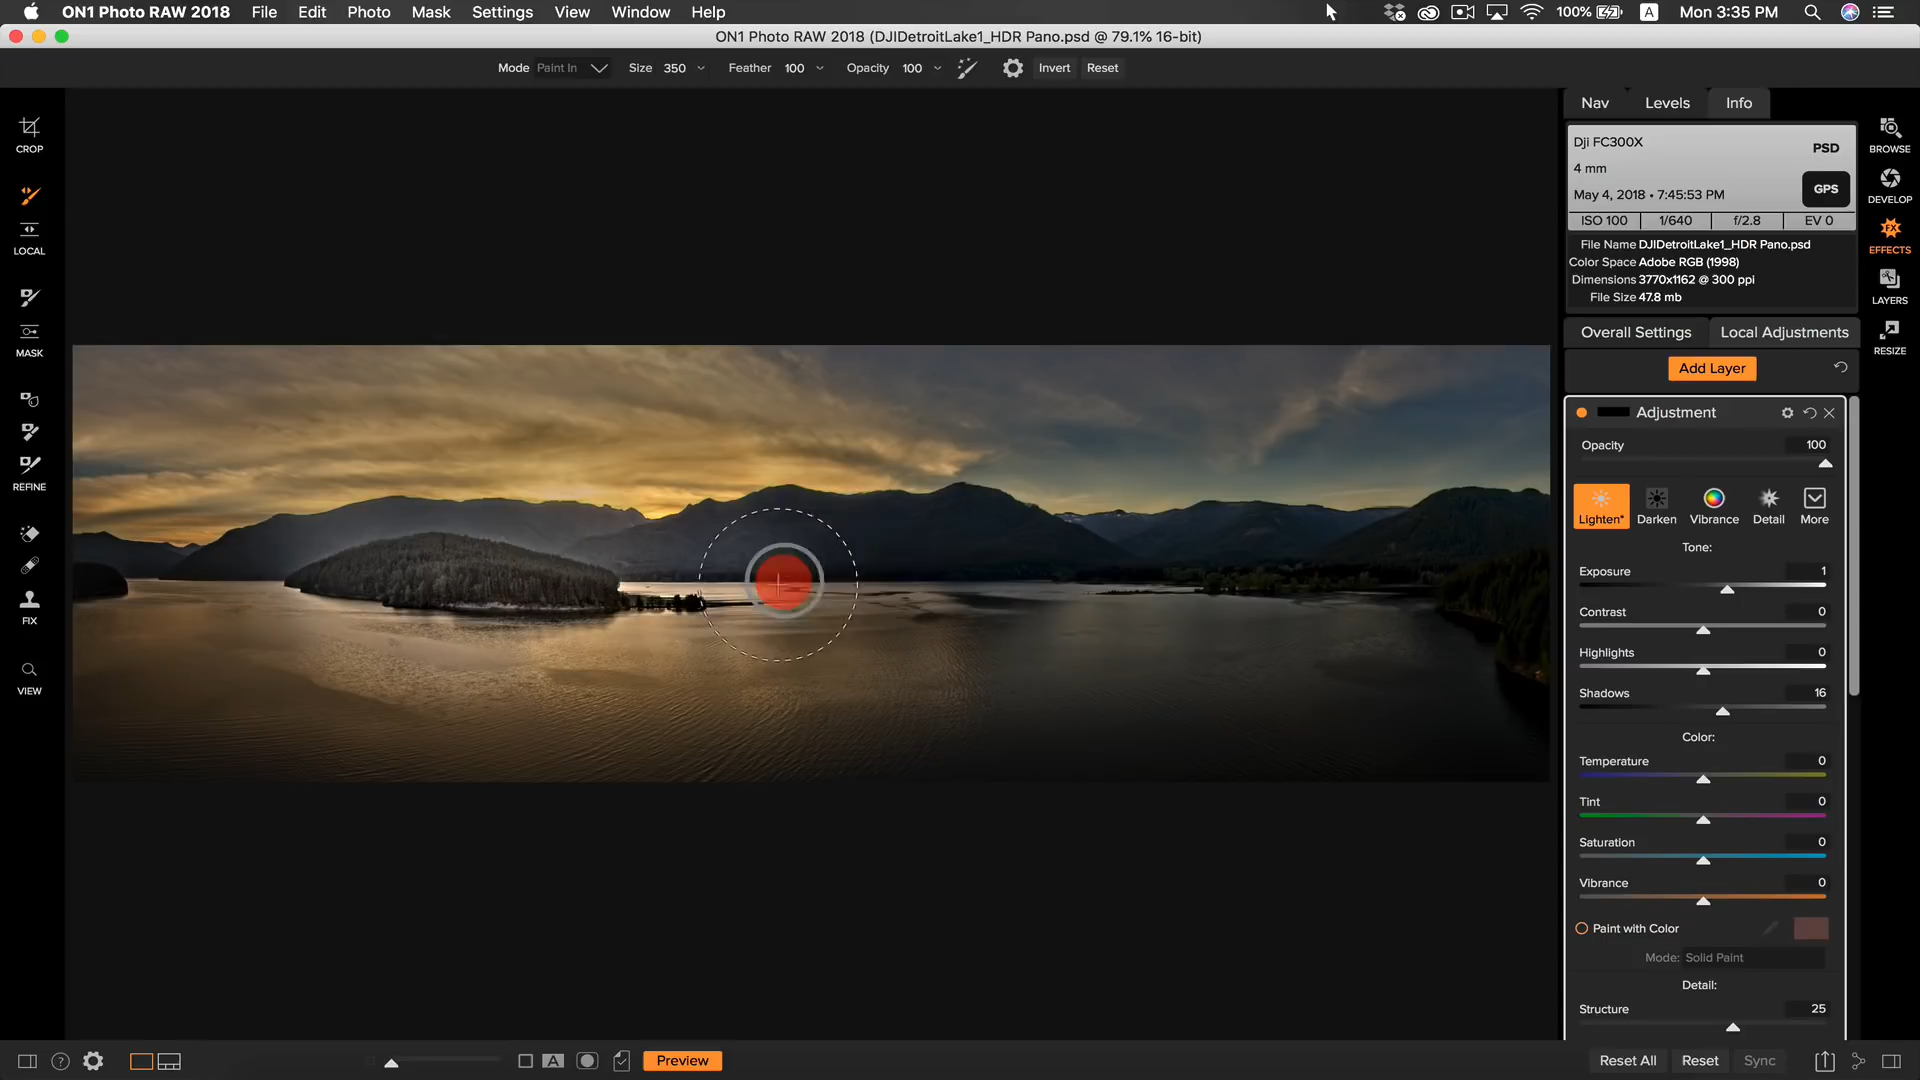 ON1 Photo RAW 2018 File Edit Photo Mask Settings View Window Help 100% A Mon 3:35 PM
ON1 Photo RAW 2018 (DJIDetroitLake1_HDR Pano.psd @ 79.1% 16-bit)
Mode Paint In Size 350 Feather 100 Opacity 100 Invert Reset
CROP
LOCAL
MASK
REFINE
FIX
VIEW
Nav Levels Info
Dji FC300X
PSD
4 mm
May 4, 2018 • 7:45:53 PM
GPS
ISO 100 1/640 f/2.8 EV 0
File Name DJIDetroitLake1_HDR Pano.psd
Color Space Adobe RGB (1998)
Dimensions 3770x1162 @ 300 ppi
File Size 47.8 mb
Overall Settings Local Adjustments
Add Layer
Adjustment
Opacity 100
Lighten* Darken Vibrance Detail More
Tone:
Exposure 1
Contrast 0
Highlights 0
Shadows 16
Color:
Temperature 0
Tint 0
Saturation 0
Vibrance 0
Paint with Color
Mode: Solid Paint
Detail:
Structure 25
BROWSE
DEVELOP
FX
EFFECTS
LAYERS
RESIZE
? A Preview Reset All Reset Sync